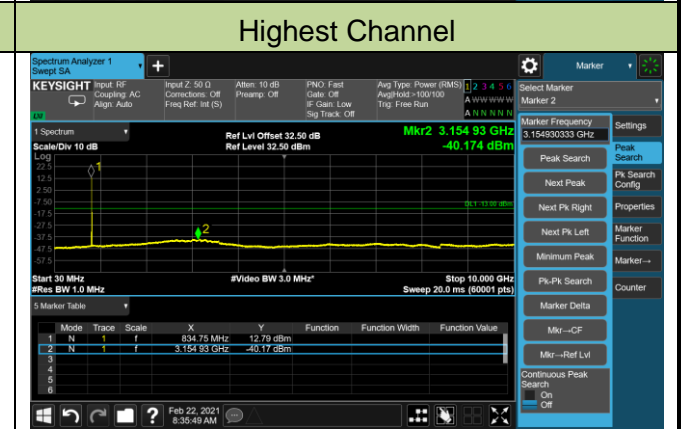 Highest Channel
Spectrum Analyzer 1
Swept SA
+
Marker
KEYSIGHT Input: RF Input Z: 50 Ω Atten: 10 dB PNO: Fast Avg Type: Power (RMS) 1 2 3 4 5 6
Coupling: AC Corrections: Off Preamp: Off Gate: Off Avg|Hold:>100/100 A W W W W W
Align: Auto Freq Ref: Int (S) IF Gain: Low Trig: Free Run
Sig Track: Off A N N N N N
LXI
Select Marker
Marker 2
1 Spectrum
Scale/Div 10 dB
Ref Lvl Offset 32.50 dB
Ref Level 32.50 dBm
Mkr2 3.154 93 GHz
-40.174 dBm
Log
22.5
12.5
2.50
-7.50
-17.5
-27.5
-37.5
-47.5
-57.5
1
2
DL1 -13.00 dBm
Start 30 MHz #Video BW 3.0 MHz* Stop 10.000 GHz
#Res BW 1.0 MHz Sweep 20.0 ms (60001 pts)
5 Marker Table
Mode Trace Scale X Y Function Function Width Function Value
1 N 1 f 834.75 MHz 12.79 dBm
2 N 1 f 3.154 93 GHz -40.17 dBm
3
4
5
6
Marker Frequency
3.154930333 GHz
Peak Search
Next Peak
Next Pk Right
Next Pk Left
Minimum Peak
Pk-Pk Search
Marker Delta
Mkr→CF
Mkr→Ref Lvl
Continuous Peak
Search
On
Off
Settings
Peak
Search
Pk Search
Config
Properties
Marker
Function
Marker→
Counter
?
Feb 22, 2021
8:35:49 AM